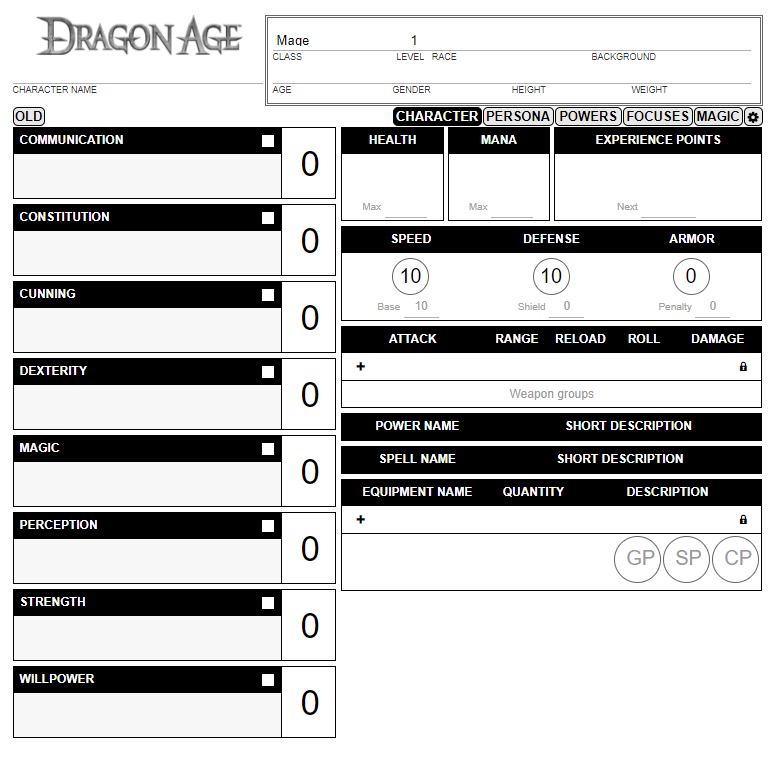 DRAGON AGE
Mage 1
CLASS LEVEL RACE BACKGROUND
CHARACTER NAME AGE GENDER HEIGHT WEIGHT
OLD CHARACTER PERSONA POWERS FOCUSES MAGIC
COMMUNICATION 0
CONSTITUTION 0
CUNNING 0
DEXTERITY 0
MAGIC 0
PERCEPTION 0
STRENGTH 0
WILLPOWER 0
HEALTH MANA EXPERIENCE POINTS
Max Max Next
SPEED DEFENSE ARMOR
10 10 0
Base 10 Shield 0 Penalty 0
ATTACK RANGE RELOAD ROLL DAMAGE
+
Weapon groups
POWER NAME SHORT DESCRIPTION
SPELL NAME SHORT DESCRIPTION
EQUIPMENT NAME QUANTITY DESCRIPTION
+
GP SP CP